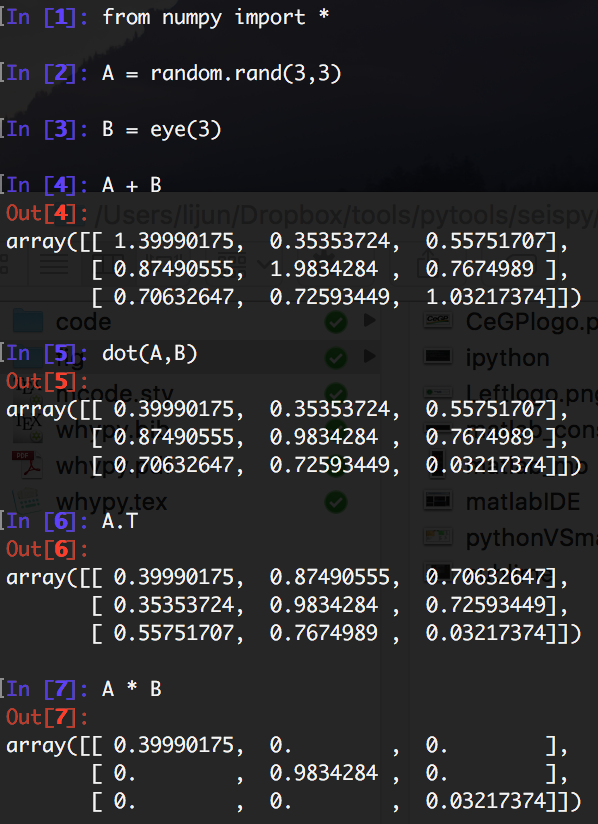 In [1]: from numpy import *
In [2]: A = random.rand(3,3)
In [3]: B = eye(3)
In [4]: A + B
Out[4]:
/Users/lijun/Dropbox/tools/pytools/seispy/
array([[ 1.39990175,  0.35353724,  0.55751707],
       [ 0.87490555,  1.9834284 ,  0.7674989 ],
       [ 0.70632647,  0.72593449,  1.03217374]])
code
CeGPlogo.p
In [5]: dot(A,B)
ipython
Out[5]:
Leftlogo.png
array([[ 0.39990175,  0.35353724,  0.55751707],
       [ 0.87490555,  0.9834284 ,  0.7674989 ],
       [ 0.70632647,  0.72593449,  0.03217374]])
whypy.tex
matlabIDE
In [6]: A.T
Out[6]:
pythonVSma
array([[ 0.39990175,  0.87490555,  0.70632647],
       [ 0.35353724,  0.9834284 ,  0.72593449],
       [ 0.55751707,  0.7674989 ,  0.03217374]])
In [7]: A * B
Out[7]:
array([[ 0.39990175,  0.        ,  0.        ],
       [ 0.        ,  0.9834284 ,  0.        ],
       [ 0.        ,  0.        ,  0.03217374]])